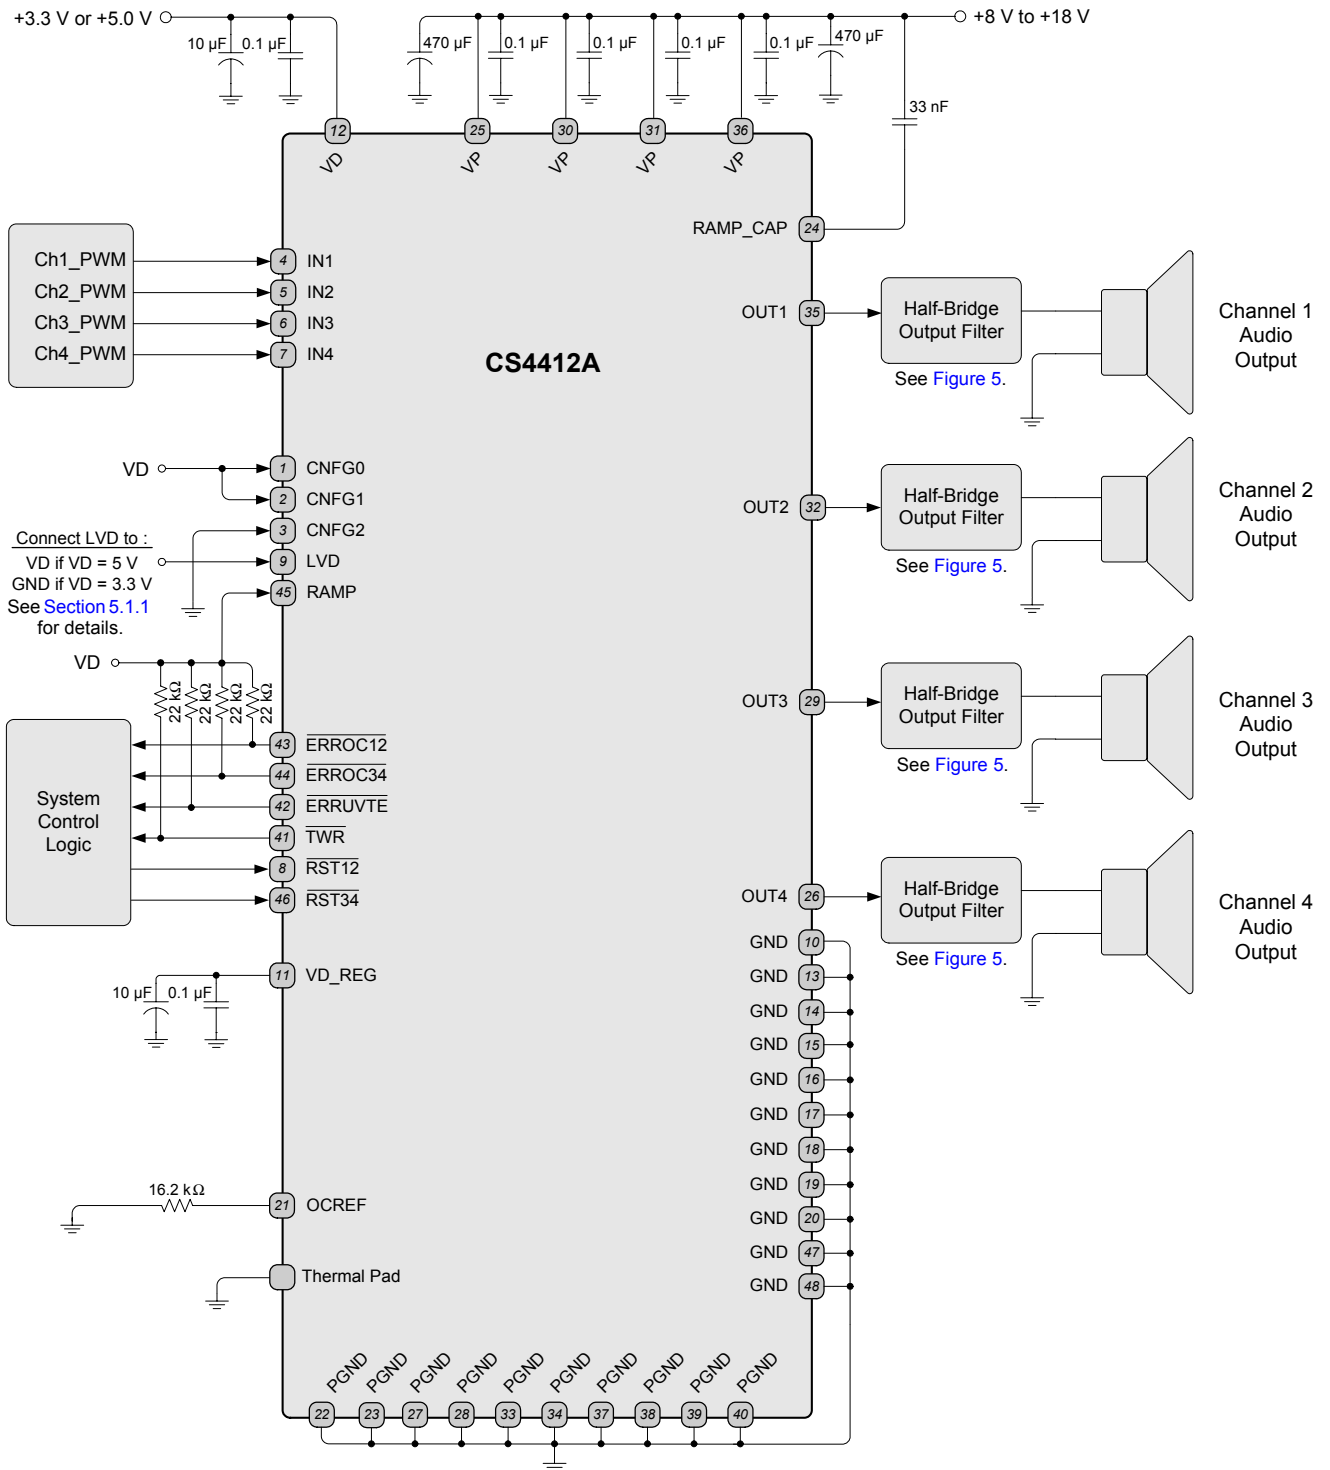 +3.3 V or +5.0 V
+8 V to +18 V
10 µF
0.1 µF
470 µF
0.1 µF
0.1 µF
0.1 µF
0.1 µF
470 µF
33 nF
12
25
30
31
36
VD
VP
VP
VP
VP
RAMP_CAP
24
Ch1_PWM
Ch2_PWM
Ch3_PWM
Ch4_PWM
4
IN1
5
IN2
6
IN3
7
IN4
CS4412A
OUT1
35
Half-Bridge
Output Filter
See Figure 5.
Channel 1
Audio
Output
VD
1
CNFG0
2
CNFG1
3
CNFG2
9
LVD
45
RAMP
Connect LVD to :
VD if VD = 5 V
GND if VD = 3.3 V
See Section 5.1.1
for details.
OUT2
32
Half-Bridge
Output Filter
See Figure 5.
Channel 2
Audio
Output
VD
22 kΩ
22 kΩ
22 kΩ
22 kΩ
OUT3
29
Half-Bridge
Output Filter
See Figure 5.
Channel 3
Audio
Output
System
Control
Logic
43
ERROC12
44
ERROC34
42
ERRUVTE
41
TWR
8
RST12
46
RST34
OUT4
26
Half-Bridge
Output Filter
See Figure 5.
Channel 4
Audio
Output
10 µF
0.1 µF
11
VD_REG
GND
10
GND
13
GND
14
GND
15
GND
16
GND
17
GND
18
GND
19
GND
20
GND
47
GND
48
16.2 kΩ
21
OCREF
Thermal Pad
PGND
PGND
PGND
PGND
PGND
PGND
PGND
PGND
PGND
PGND
22
23
27
28
33
34
37
38
39
40